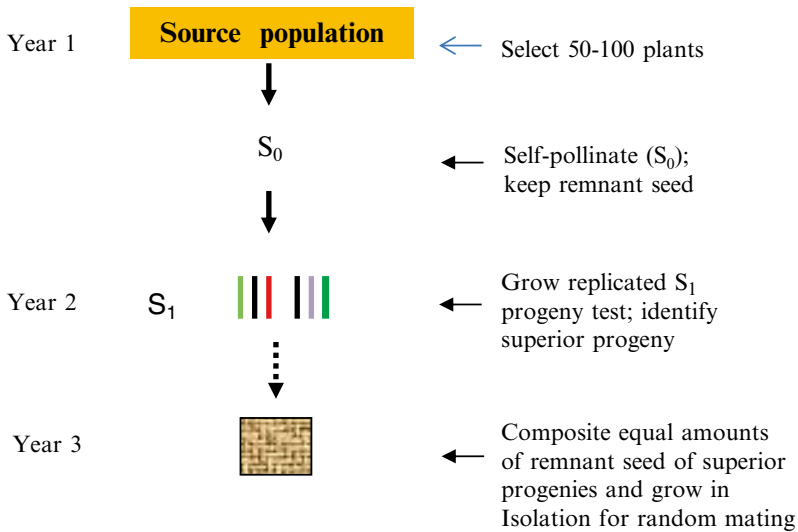 Year 1
Source population
Select 50-100 plants
S₀
Self-pollinate (S₀);
keep remnant seed
Year 2
S₁
Grow replicated S₁
progeny test; identify
superior progeny
Year 3
Composite equal amounts
of remnant seed of superior
progenies and grow in
Isolation for random mating